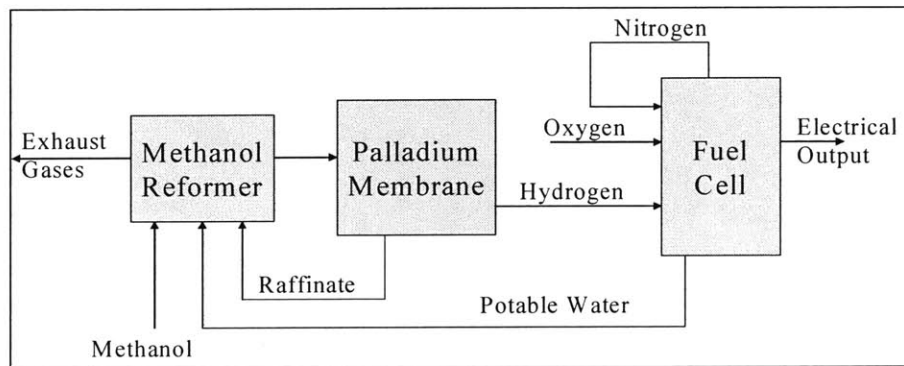 Nitrogen
Exhaust
Gases
Methanol
Reformer
Palladium
Membrane
Oxygen
Hydrogen
Fuel
Cell
Electrical
Output
Raffinate
Potable Water
Methanol